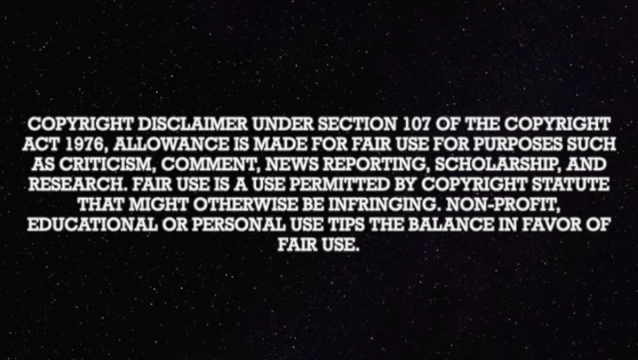 COPYRIGHT DISCLAIMER UNDER SECTION 107 OF THE COPYRIGHT
ACT 1976, ALLOWANCE IS MADE FOR FAIR USE FOR PURPOSES SUCH
AS CRITICISM, COMMENT, NEWS REPORTING, SCHOLARSHIP, AND
RESEARCH. FAIR USE IS A USE PERMITTED BY COPYRIGHT STATUTE
THAT MIGHT OTHERWISE BE INFRINGING. NON-PROFIT,
EDUCATIONAL OR PERSONAL USE TIPS THE BALANCE IN FAVOR OF
FAIR USE.